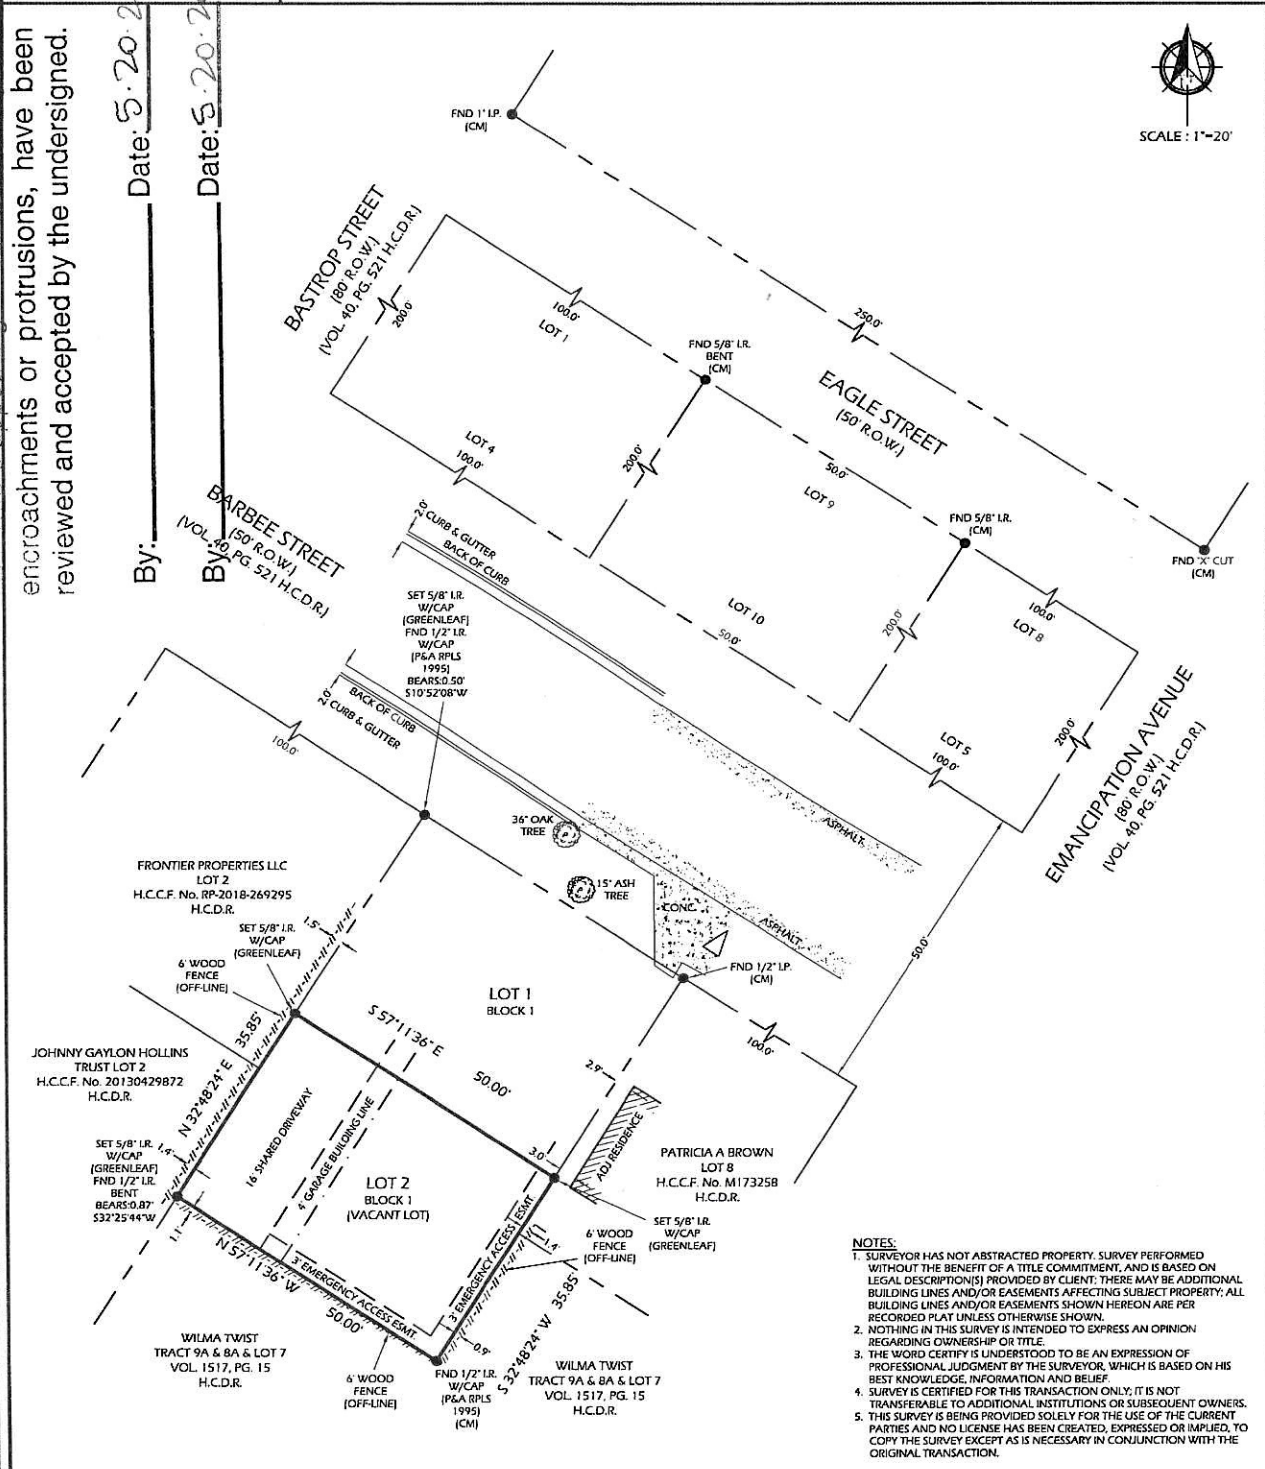 encroachments or protrusions, have been
reviewed and accepted by the undersigned.
By: Date: 5.20.2
By: Date: 5.20.2
SCALE : 1"=20'
FND 1" I.P.
(CM)
BASTROP STREET
(80' R.O.W.)
(VOL. 40, PG. 521 H.C.D.R.)
200.0'
100.0'
LOT 1
250.0'
FND 5/8" I.R.
BENT
(CM)
EAGLE STREET
(50' R.O.W.)
LOT 4
100.0'
200.0'
50.0'
LOT 9
FND 5/8" I.R.
(CM)
FND "X" CUT
(CM)
BARBEE STREET
(50' R.O.W.)
(VOL. 40, PG. 521 H.C.D.R.)
2.0'
CURB & GUTTER
BACK OF CURB
LOT 10
50.0'
200.0'
100.0'
LOT 8
SET 5/8" I.R.
W/CAP
(GREENLEAF)
FND 1/2" I.R.
W/CAP
(P&A RPLS
1995)
BEARS:0.50'
S10°52'08"W
2.0'
BACK OF CURB
CURB & GUTTER
100.0'
LOT 5
100.0'
200.0'
EMANCIPATION AVENUE
(80' R.O.W.)
(VOL. 40, PG. 521 H.C.D.R.)
36" OAK
TREE
P
ASPHALT
15" ASH
TREE
P
CONC.
ASPHALT
50.0'
FRONTIER PROPERTIES LLC
LOT 2
H.C.C.F. No. RP-2018-269295
H.C.D.R.
1.5'
SET 5/8" I.R.
W/CAP
(GREENLEAF)
6' WOOD
FENCE
(OFF-LINE)
FND 1/2" I.P.
(CM)
LOT 1
BLOCK 1
100.0'
S 57°11'36" E
50.00'
2.9'
N 32°48'24" E 35.85'
JOHNNY GAYLON HOLLINS
TRUST LOT 2
H.C.C.F. No. 20130429872
H.C.D.R.
16' SHARED DRIVEWAY
4' GARAGE BUILDING LINE
ADJ RESIDENCE
3.0'
PATRICIA A BROWN
LOT 8
H.C.C.F. No. M173258
H.C.D.R.
SET 5/8" I.R.
W/CAP
(GREENLEAF)
FND 1/2" I.R.
BENT
BEARS:0.87'
S32°25'44"W
1.4'
1.1'
LOT 2
BLOCK 1
(VACANT LOT)
3' EMERGENCY ACCESS ESMT.
6' WOOD
FENCE
(OFF-LINE)
1.4'
SET 5/8" I.R.
W/CAP
(GREENLEAF)
N 57°11'36" W
50.00'
3' EMERGENCY ACCESS ESMT.
S 32°48'24" W 35.85'
0.9'
WILMA TWIST
TRACT 9A & 8A & LOT 7
VOL. 1517, PG. 15
H.C.D.R.
6' WOOD
FENCE
(OFF-LINE)
FND 1/2" I.R.
W/CAP
(P&A RPLS
1995)
(CM)
WILMA TWIST
TRACT 9A & 8A & LOT 7
VOL. 1517, PG. 15
H.C.D.R.
NOTES:
1. SURVEYOR HAS NOT ABSTRACTED PROPERTY. SURVEY PERFORMED
WITHOUT THE BENEFIT OF A TITLE COMMITMENT, AND IS BASED ON
LEGAL DESCRIPTION(S) PROVIDED BY CLIENT; THERE MAY BE ADDITIONAL
BUILDING LINES AND/OR EASEMENTS AFFECTING SUBJECT PROPERTY; ALL
BUILDING LINES AND/OR EASEMENTS SHOWN HEREON ARE PER
RECORDED PLAT UNLESS OTHERWISE SHOWN.
2. NOTHING IN THIS SURVEY IS INTENDED TO EXPRESS AN OPINION
REGARDING OWNERSHIP OR TITLE.
3. THE WORD CERTIFY IS UNDERSTOOD TO BE AN EXPRESSION OF
PROFESSIONAL JUDGMENT BY THE SURVEYOR, WHICH IS BASED ON HIS
BEST KNOWLEDGE, INFORMATION AND BELIEF.
4. SURVEY IS CERTIFIED FOR THIS TRANSACTION ONLY; IT IS NOT
TRANSFERABLE TO ADDITIONAL INSTITUTIONS OR SUBSEQUENT OWNERS.
5. THIS SURVEY IS BEING PROVIDED SOLELY FOR THE USE OF THE CURRENT
PARTIES AND NO LICENSE HAS BEEN CREATED, EXPRESSED OR IMPLIED, TO
COPY THE SURVEY EXCEPT AS IS NECESSARY IN CONJUNCTION WITH THE
ORIGINAL TRANSACTION.